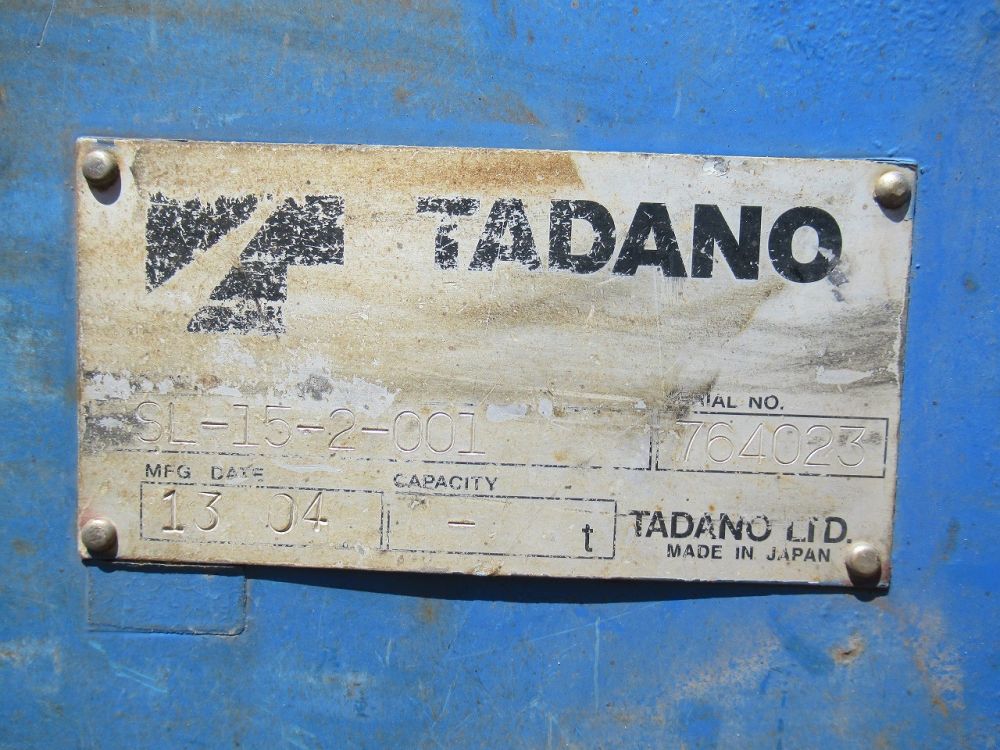 TADANO
SERIAL NO.
SL-15-2-001 764023
MFG DATE CAPACITY
13 04 - t
TADANO LTD.
MADE IN JAPAN